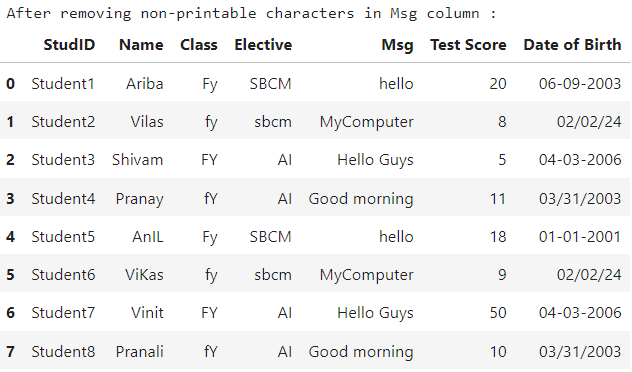 After removing non-printable characters in Msg column :
StudID Name Class Elective Msg Test Score Date of Birth
0 Student1 Ariba Fy SBCM hello 20 06-09-2003
1 Student2 Vilas fy sbcm MyComputer 8 02/02/24
2 Student3 Shivam FY AI Hello Guys 5 04-03-2006
3 Student4 Pranay fY AI Good morning 11 03/31/2003
4 Student5 AnIL Fy SBCM hello 18 01-01-2001
5 Student6 ViKas fy sbcm MyComputer 9 02/02/24
6 Student7 Vinit FY AI Hello Guys 50 04-03-2006
7 Student8 Pranali fY AI Good morning 10 03/31/2003